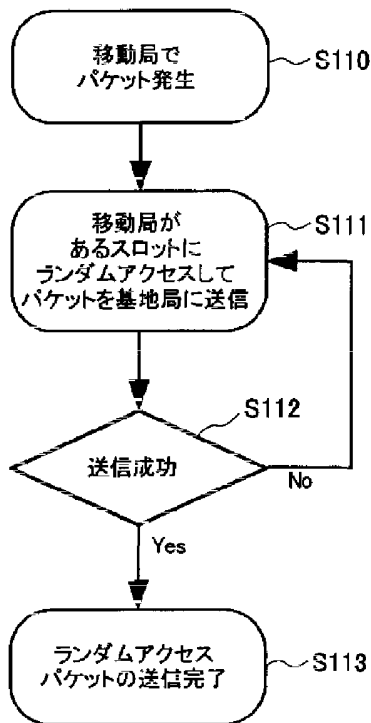 移動局で
パケット発生
S110
移動局が
あるスロットに
ランダムアクセスして
パケットを基地局に送信
S111
送信成功
S112
No
Yes
ランダムアクセス
パケットの送信完了
S113